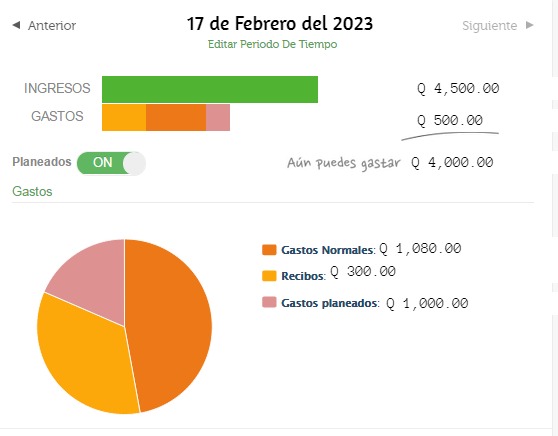 ◄ Anterior 17 de Febrero del 2023 Siguiente ►
Editar Periodo De Tiempo
INGRESOS Q 4,500.00
GASTOS Q 500.00
Planeados ON Aún puedes gastar Q 4,000.00
Gastos
Gastos Normales: Q 1,080.00
Recibos: Q 300.00
Gastos planeados: Q 1,000.00